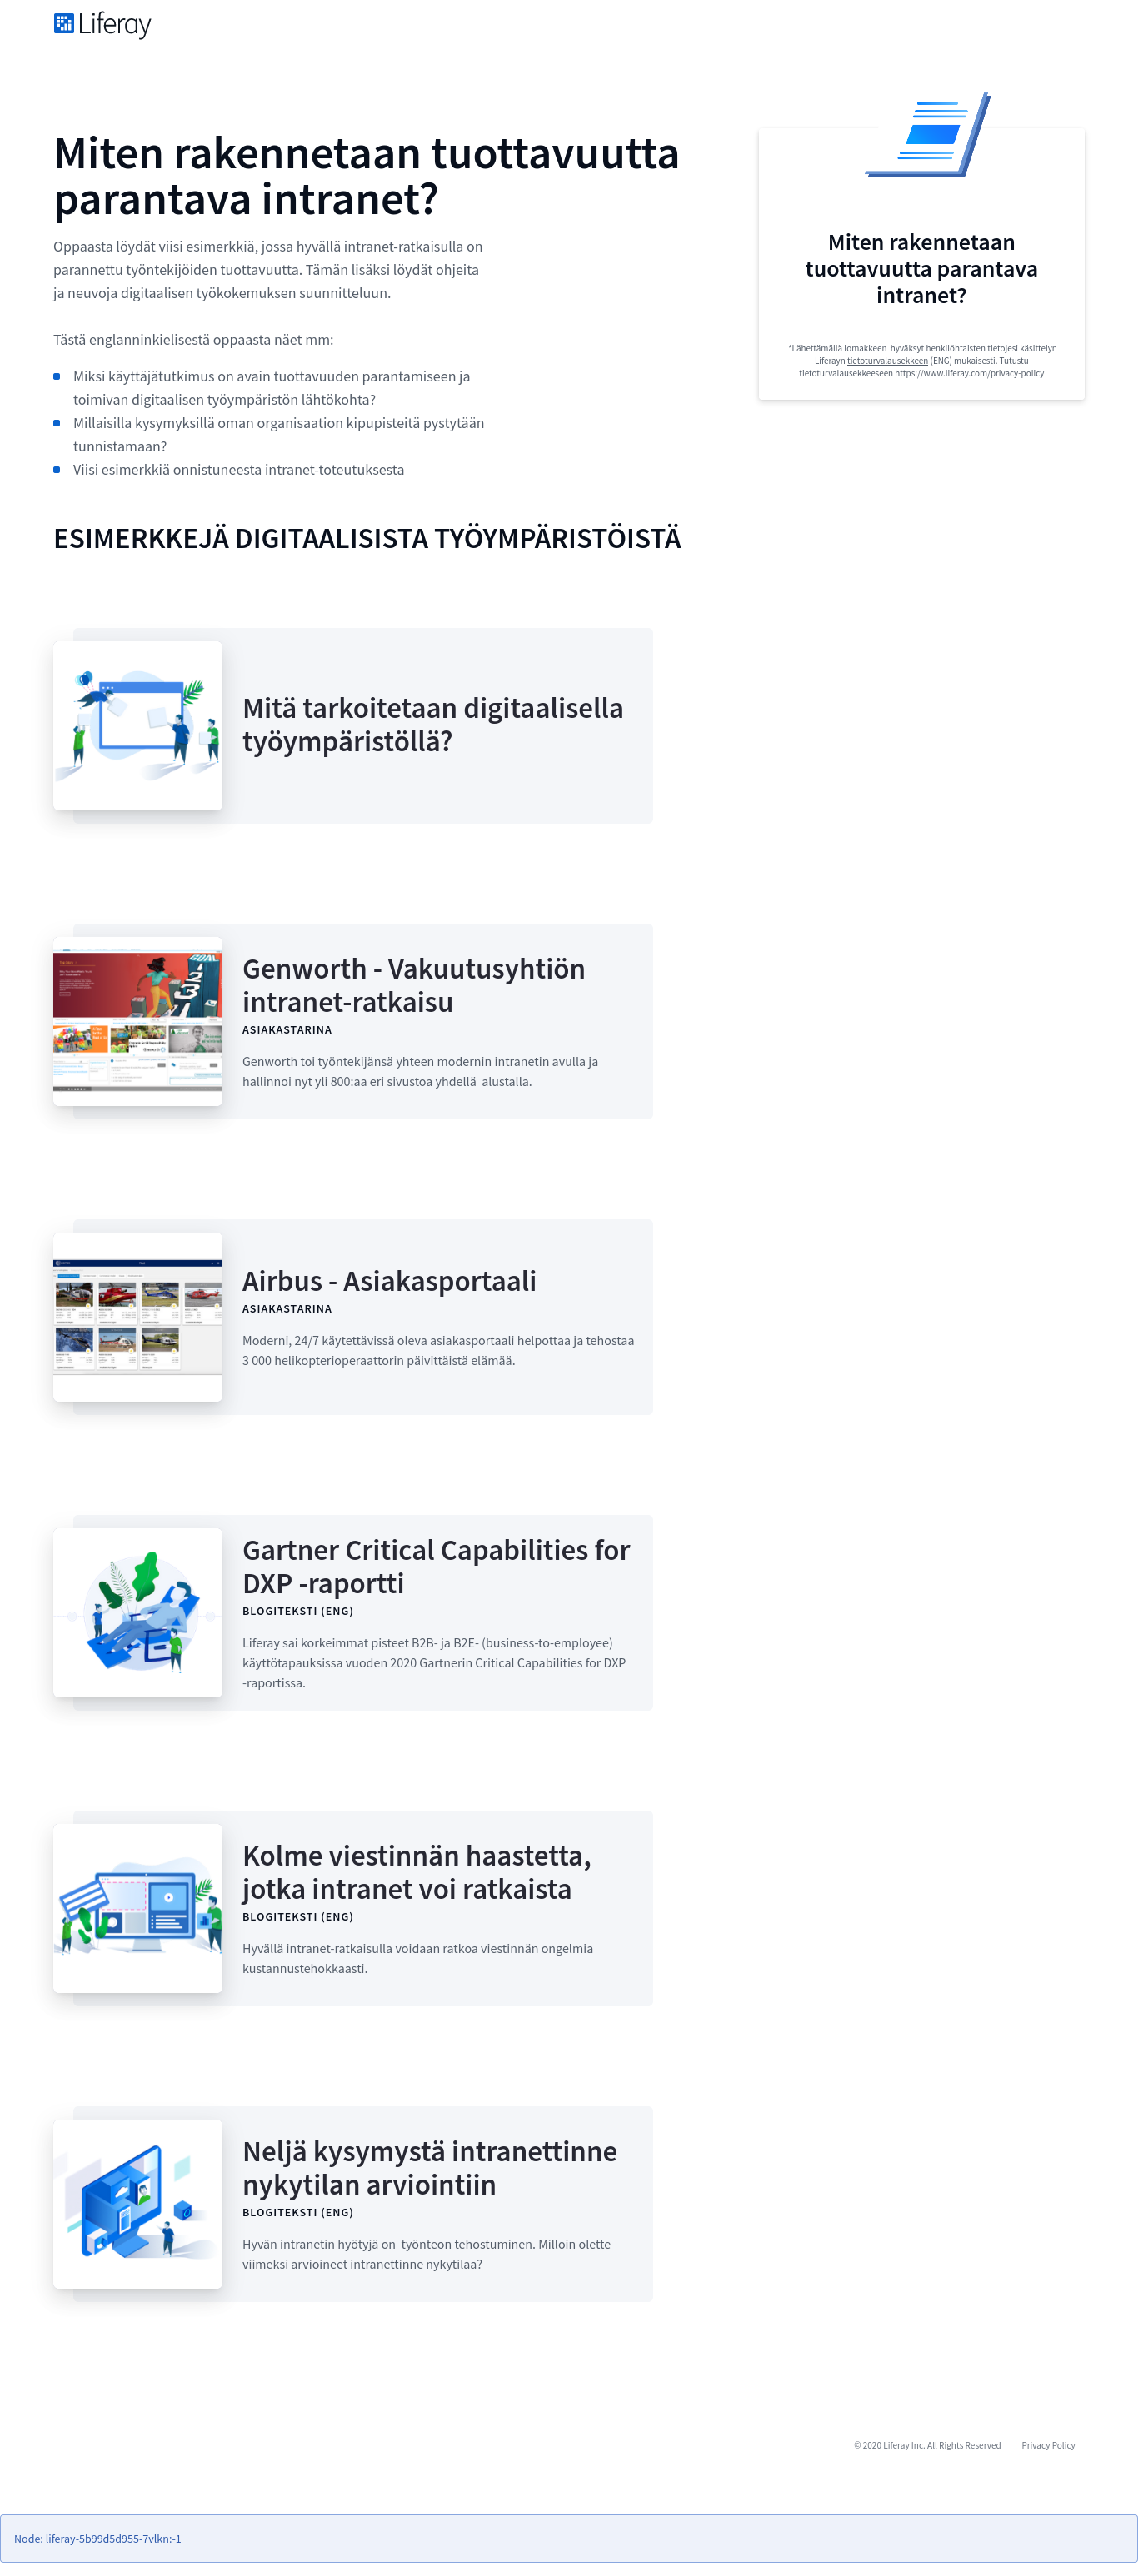 Liferay
Miten rakennetaan tuottavuutta
parantava intranet?
Oppaasta löydät viisi esimerkkiä, jossa hyvällä intranet-ratkaisulla on
parannettu työntekijöiden tuottavuutta. Tämän lisäksi löydät ohjeita
ja neuvoja digitaalisen työkokemuksen suunnitteluun.
Tästä englanninkielisestä oppaasta näet mm:
Miksi käyttäjätutkimus on avain tuottavuuden parantamiseen ja
toimivan digitaalisen työympäristön lähtökohta?
Millaisilla kysymyksillä oman organisaation kipupisteitä pystytään
tunnistamaan?
Viisi esimerkkiä onnistuneesta intranet-toteutuksesta
Miten rakennetaan
tuottavuutta parantava
intranet?
*Lähettämällä lomakkeen hyväksyt henkilöhtaisten tietojesi käsittelyn
Liferayn tietoturvalausekkeen (ENG) mukaisesti. Tutustu
tietoturvalausekkeeseen https://www.liferay.com/privacy-policy
ESIMERKKEJÄ DIGITAALISISTA TYÖYMPÄRISTÖISTÄ
Mitä tarkoitetaan digitaalisella
työympäristöllä?
Genworth - Vakuutusyhtiön
intranet-ratkaisu
ASIAKASTARINA
Genworth toi työntekijänsä yhteen modernin intranetin avulla ja
hallinnoi nyt yli 800:aa eri sivustoa yhdellä alustalla.
Airbus - Asiakasportaali
ASIAKASTARINA
Moderni, 24/7 käytettävissä oleva asiakasportaali helpottaa ja tehostaa
3 000 helikopterioperaattorin päivittäistä elämää.
Gartner Critical Capabilities for
DXP -raportti
BLOGITEKSTI (ENG)
Liferay sai korkeimmat pisteet B2B- ja B2E- (business-to-employee)
käyttötapauksissa vuoden 2020 Gartnerin Critical Capabilities for DXP
-raportissa.
Kolme viestinnän haastetta,
jotka intranet voi ratkaista
BLOGITEKSTI (ENG)
Hyvällä intranet-ratkaisulla voidaan ratkoa viestinnän ongelmia
kustannustehokkaasti.
Neljä kysymystä intranettinne
nykytilan arviointiin
BLOGITEKSTI (ENG)
Hyvän intranetin hyötyjä on työnteon tehostuminen. Milloin olette
viimeksi arvioineet intranettinne nykytilaa?
© 2020 Liferay Inc. All Rights Reserved Privacy Policy
Node: liferay-5b99d5d955-7vlkn:-1